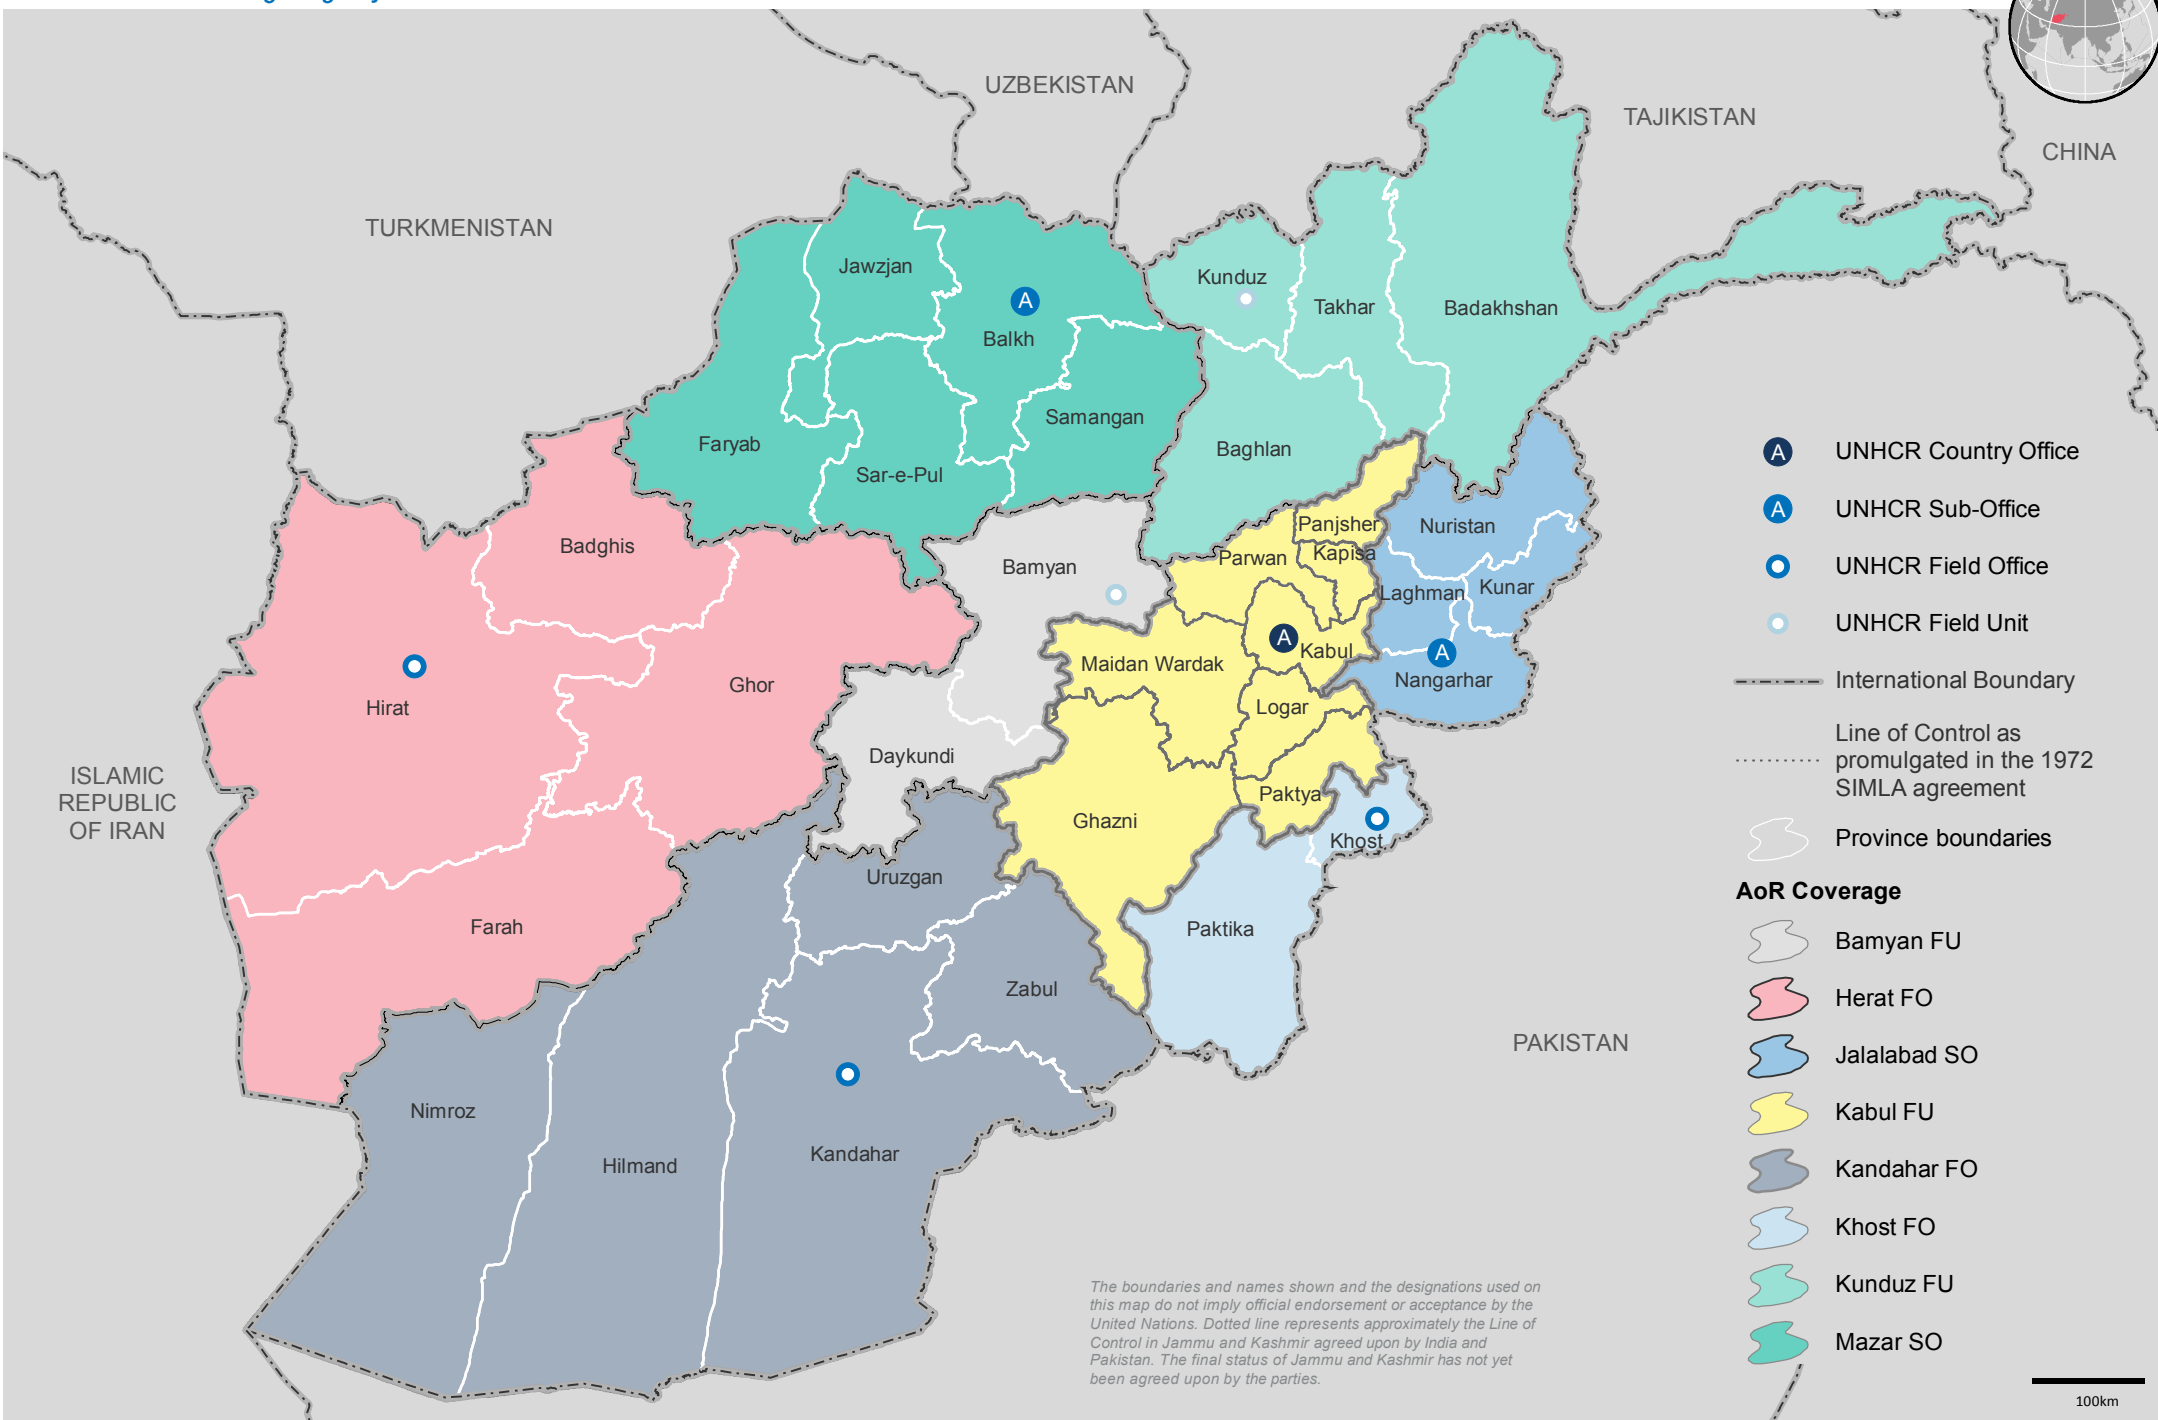 UZBEKISTAN
TAJIKISTAN
CHINA
TURKMENISTAN
Jawzjan
A
Balkh
Kunduz
Takhar
Badakhshan
Samangan
Faryab
Sar-e-Pul
Baghlan
Badghis
Bamyan
Panjsher
Parwan
Kapisa
Nuristan
Laghman
Kunar
A
Kabul
A
Nangarhar
Maidan Wardak
Logar
Hirat
Ghor
Daykundi
Ghazni
Paktya
Khost
ISLAMIC
REPUBLIC
OF IRAN
Uruzgan
Farah
Paktika
Zabul
PAKISTAN
Nimroz
Hilmand
Kandahar
A UNHCR Country Office
A UNHCR Sub-Office
UNHCR Field Office
UNHCR Field Unit
International Boundary
Line of Control as
promulgated in the 1972
SIMLA agreement
Province boundaries
AoR Coverage
Bamyan FU
Herat FO
Jalalabad SO
Kabul FU
Kandahar FO
Khost FO
Kunduz FU
Mazar SO
The boundaries and names shown and the designations used on
this map do not imply official endorsement or acceptance by the
United Nations. Dotted line represents approximately the Line of
Control in Jammu and Kashmir agreed upon by India and
Pakistan. The final status of Jammu and Kashmir has not yet
been agreed upon by the parties.
100km